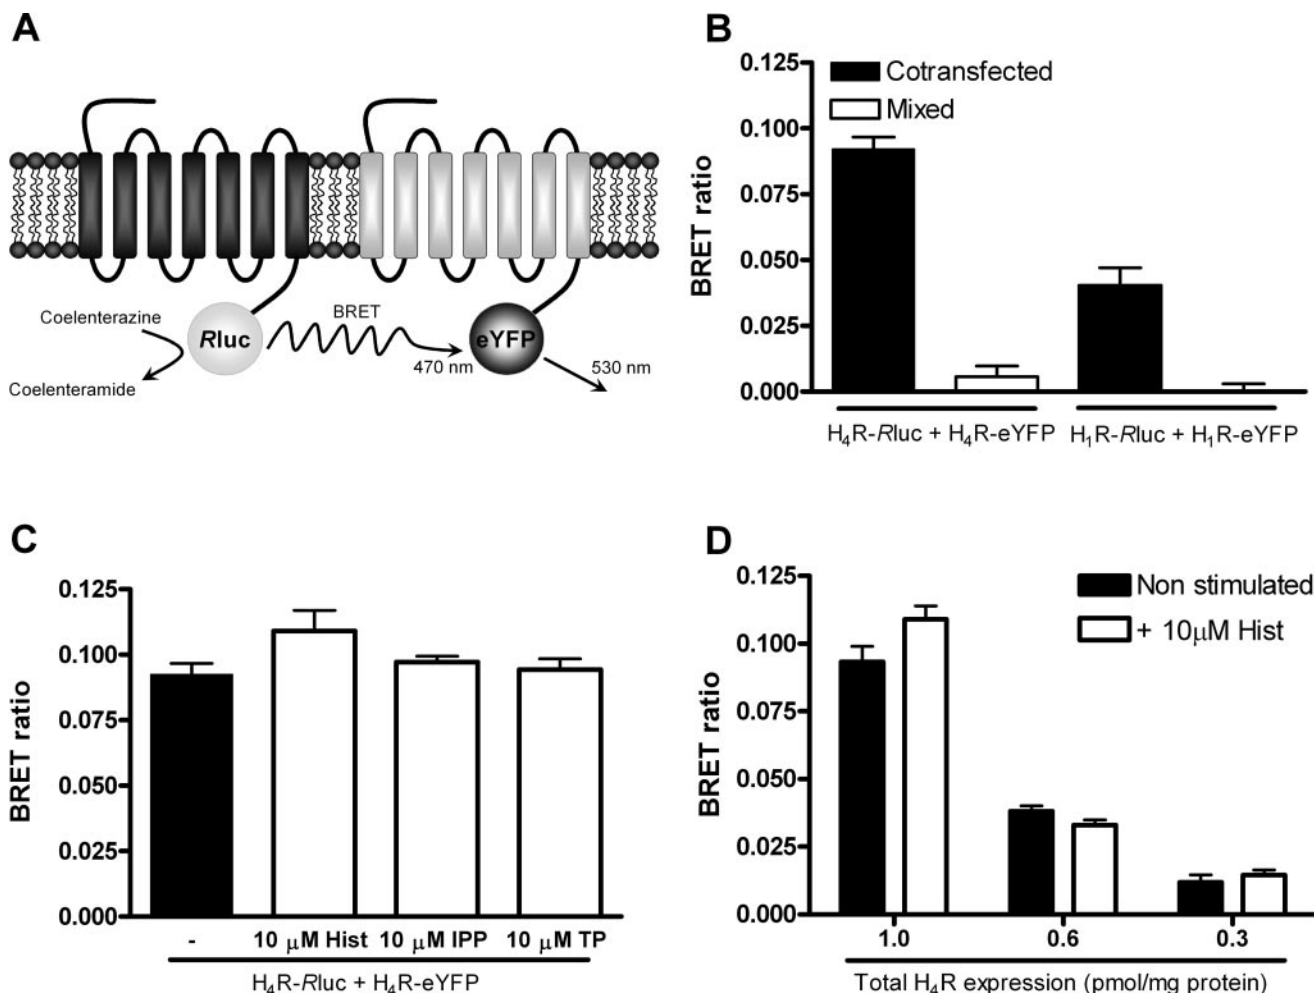 A
Coelenterazine
Coelenteramide
Rluc
BRET
470 nm
eYFP
530 nm
B
Cotransfected
Mixed
BRET ratio
0.125
0.100
0.075
0.050
0.025
0.000
H₄R-Rluc + H₄R-eYFP
H₁R-Rluc + H₁R-eYFP
C
BRET ratio
0.125
0.100
0.075
0.050
0.025
0.000
- 10 μM Hist 10 μM IPP 10 μM TP
H₄R-Rluc + H₄R-eYFP
D
Non stimulated
+ 10μM Hist
BRET ratio
0.125
0.100
0.075
0.050
0.025
0.000
1.0 0.6 0.3
Total H₄R expression (pmol/mg protein)